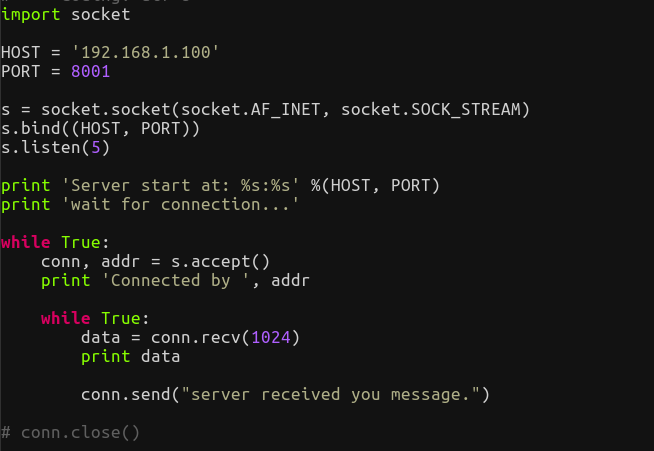 import socket
HOST = '192.168.1.100'
PORT = 8001
s = socket.socket(socket.AF_INET, socket.SOCK_STREAM)
s.bind((HOST, PORT))
s.listen(5)
print 'Server start at: %s:%s' %(HOST, PORT)
print 'wait for connection...'
while True:
    conn, addr = s.accept()
    print 'Connected by ', addr
    while True:
        data = conn.recv(1024)
        print data
        conn.send("server received you message.")
# conn.close()